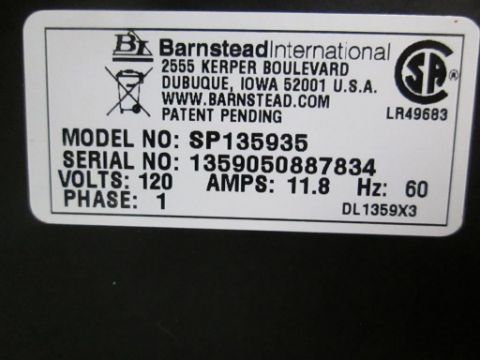 BI BarnsteadInternational
2555 KERPER BOULEVARD
DUBUQUE, IOWA 52001 U.S.A.
WWW.BARNSTEAD.COM
PATENT PENDING
SA ®
LR49683
MODEL NO: SP135935
SERIAL NO: 1359050887834
VOLTS: 120 AMPS: 11.8 Hz: 60
PHASE: 1
DL1359X3